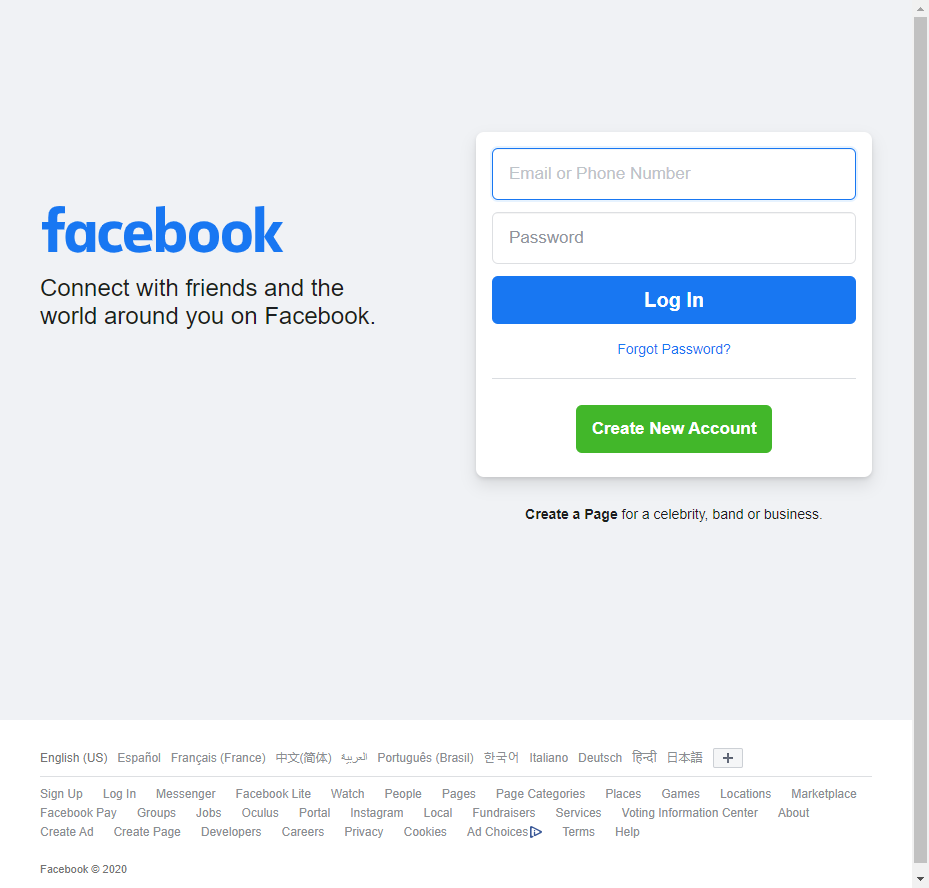 facebook
Connect with friends and the
world around you on Facebook.
Email or Phone Number
Password
Log In
Forgot Password?
Create New Account
Create a Page for a celebrity, band or business.
English (US) Español Français (France) 中文(简体) العربية Português (Brasil) 한국어 Italiano Deutsch हिन्दी 日本語 +
Sign Up Log In Messenger Facebook Lite Watch People Pages Page Categories Places Games Locations Marketplace
Facebook Pay Groups Jobs Oculus Portal Instagram Local Fundraisers Services Voting Information Center About
Create Ad Create Page Developers Careers Privacy Cookies Ad Choices Terms Help
Facebook © 2020